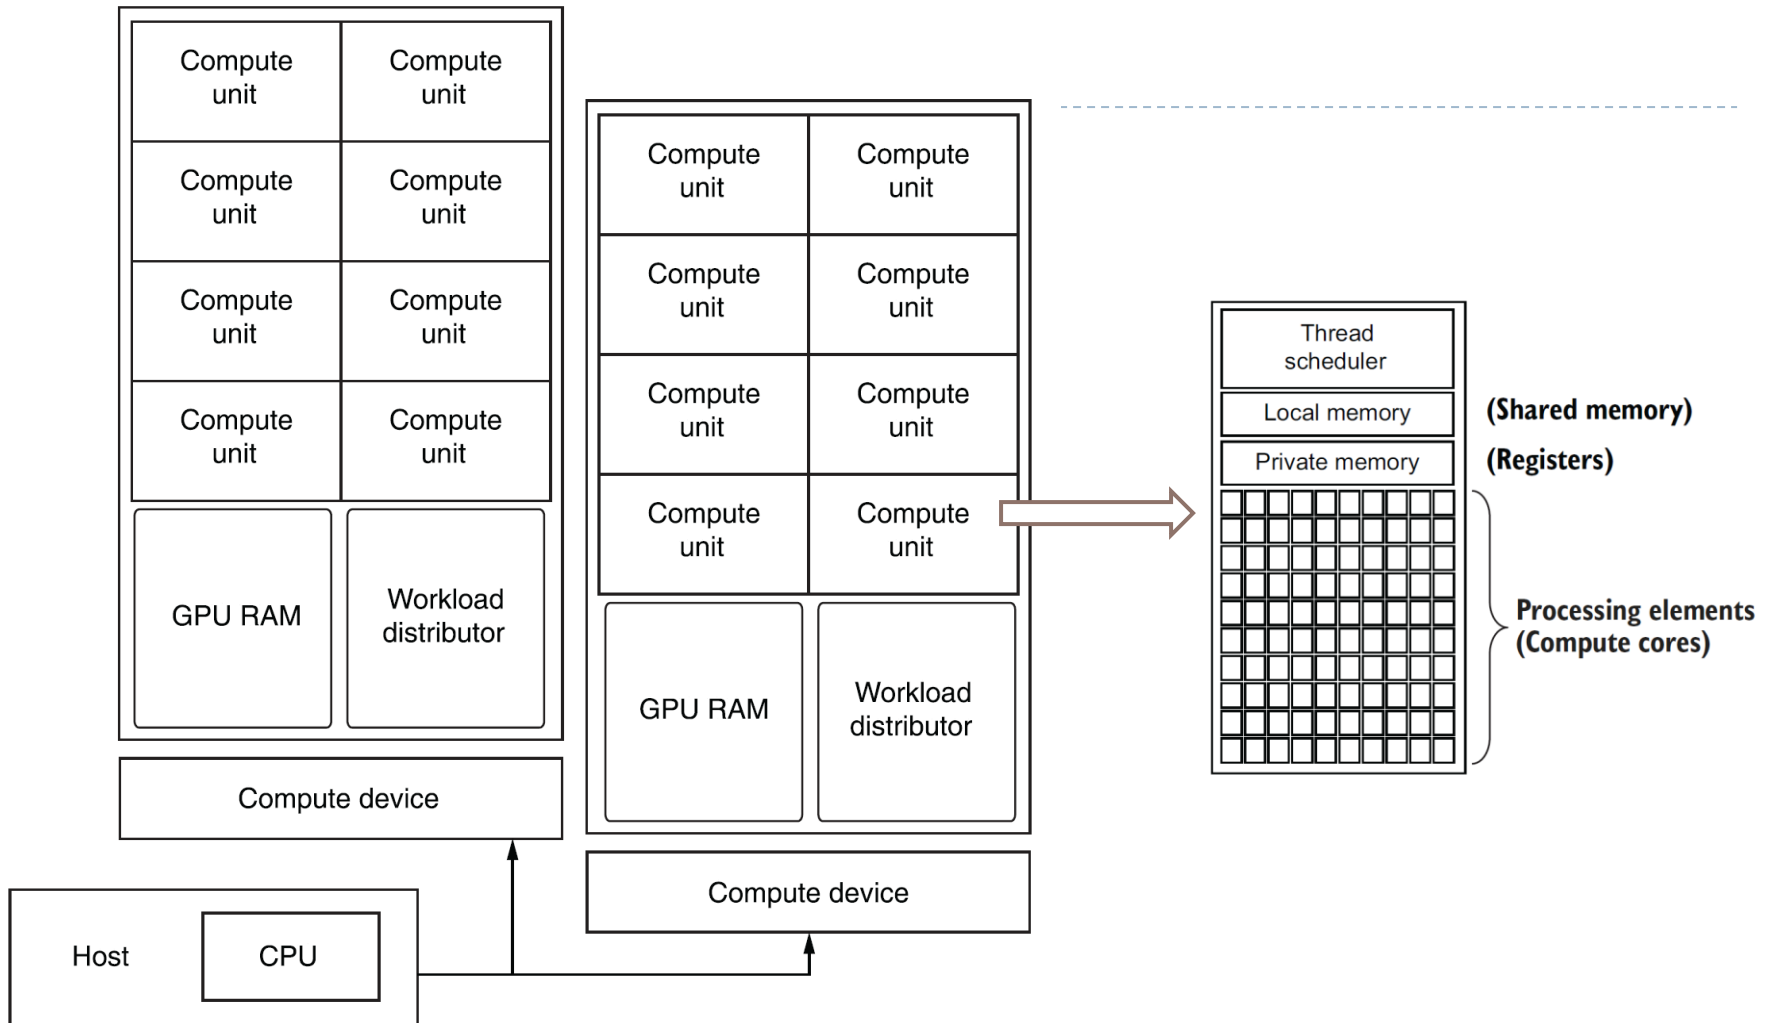 Compute
unit
Compute
unit
Compute
unit
Compute
unit
Compute
unit
Compute
unit
Compute
unit
Compute
unit
GPU RAM
Workload
distributor
Compute device
Host
CPU
Compute
unit
Compute
unit
Compute
unit
Compute
unit
Compute
unit
Compute
unit
Compute
unit
Compute
unit
GPU RAM
Workload
distributor
Compute device
Thread
scheduler
Local memory
(Shared memory)
Private memory
(Registers)
Processing elements
(Compute cores)